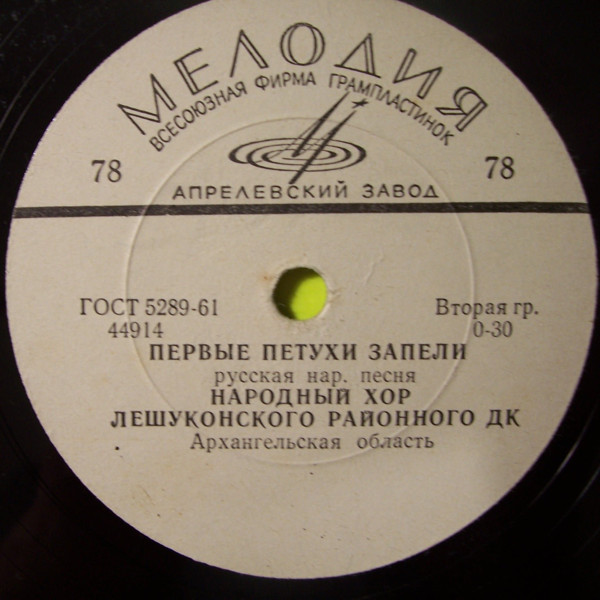 МЕЛОДИЯ
ВСЕСОЮЗНАЯ ФИРМА ГРАМПЛАСТИНОК
78 78
АПРЕЛЕВСКИЙ ЗАВОД
ГОСТ 5289-61 Вторая гр.
44914 0-30
ПЕРВЫЕ ПЕТУХИ ЗАПЕЛИ
русская нар. песня
НАРОДНЫЙ ХОР
ЛЕШУКОНСКОГО РАЙОННОГО ДК
Архангельская область